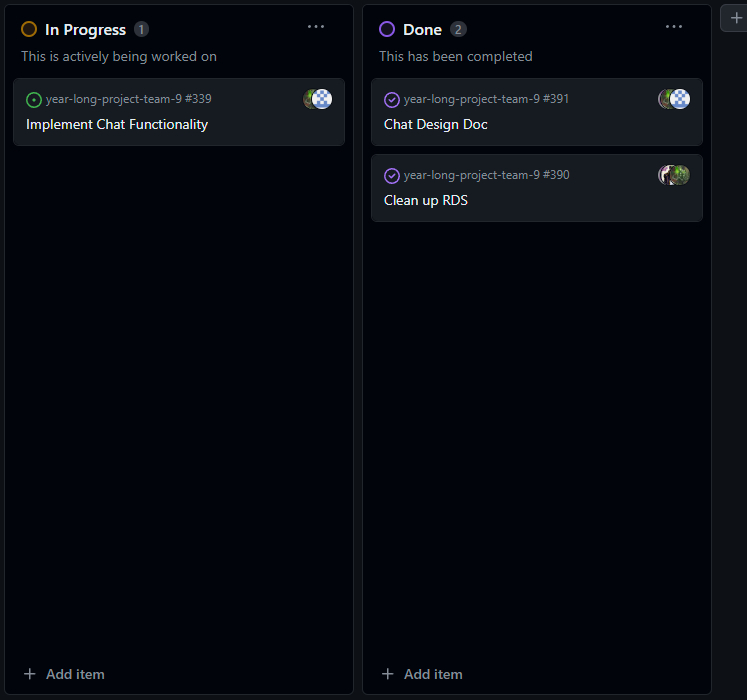 In Progress 1
This is actively being worked on
year-long-project-team-9 #339
Implement Chat Functionality
Add item
Done 2
This has been completed
year-long-project-team-9 #391
Chat Design Doc
year-long-project-team-9 #390
Clean up RDS
Add item